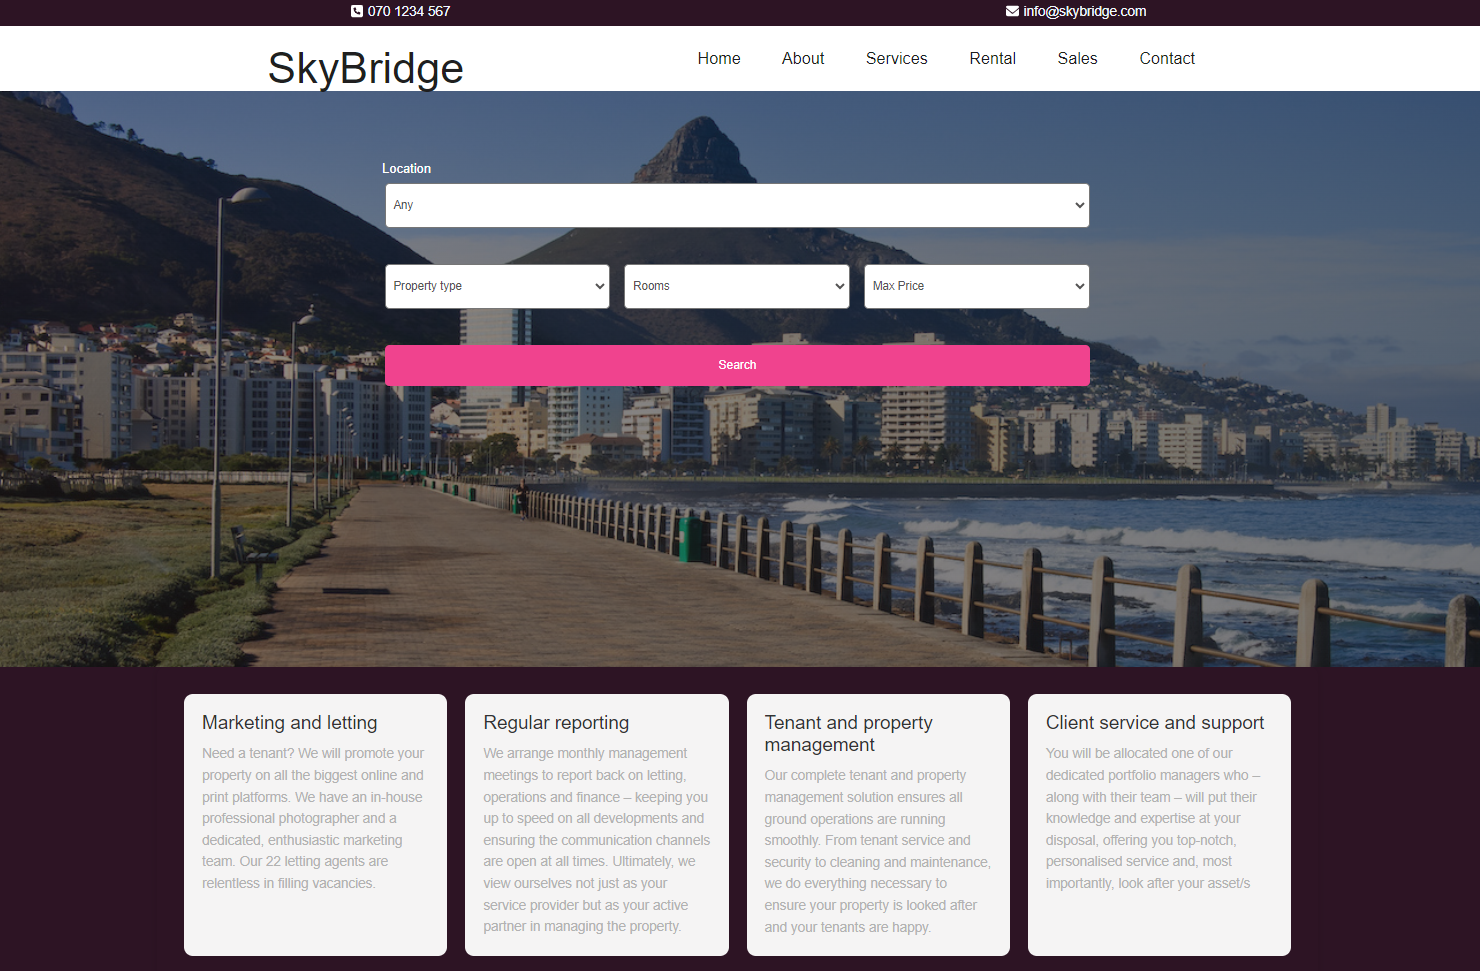 070 1234 567
info@skybridge.com
SkyBridge
Home
About
Services
Rental
Sales
Contact
Location
Any
Property type
Rooms
Max Price
Search
Marketing and letting
Need a tenant? We will promote your
property on all the biggest online and
print platforms. We have an in-house
professional photographer and a
dedicated, enthusiastic marketing
team. Our 22 letting agents are
relentless in filling vacancies.
Regular reporting
We arrange monthly management
meetings to report back on letting,
operations and finance – keeping you
up to speed on all developments and
ensuring the communication channels
are open at all times. Ultimately, we
view ourselves not just as your
service provider but as your active
partner in managing the property.
Tenant and property
management
Our complete tenant and property
management solution ensures all
ground operations are running
smoothly. From tenant service and
security to cleaning and maintenance,
we do everything necessary to
ensure your property is looked after
and your tenants are happy.
Client service and support
You will be allocated one of our
dedicated portfolio managers who –
along with their team – will put their
knowledge and expertise at your
disposal, offering you top-notch,
personalised service and, most
importantly, look after your asset/s